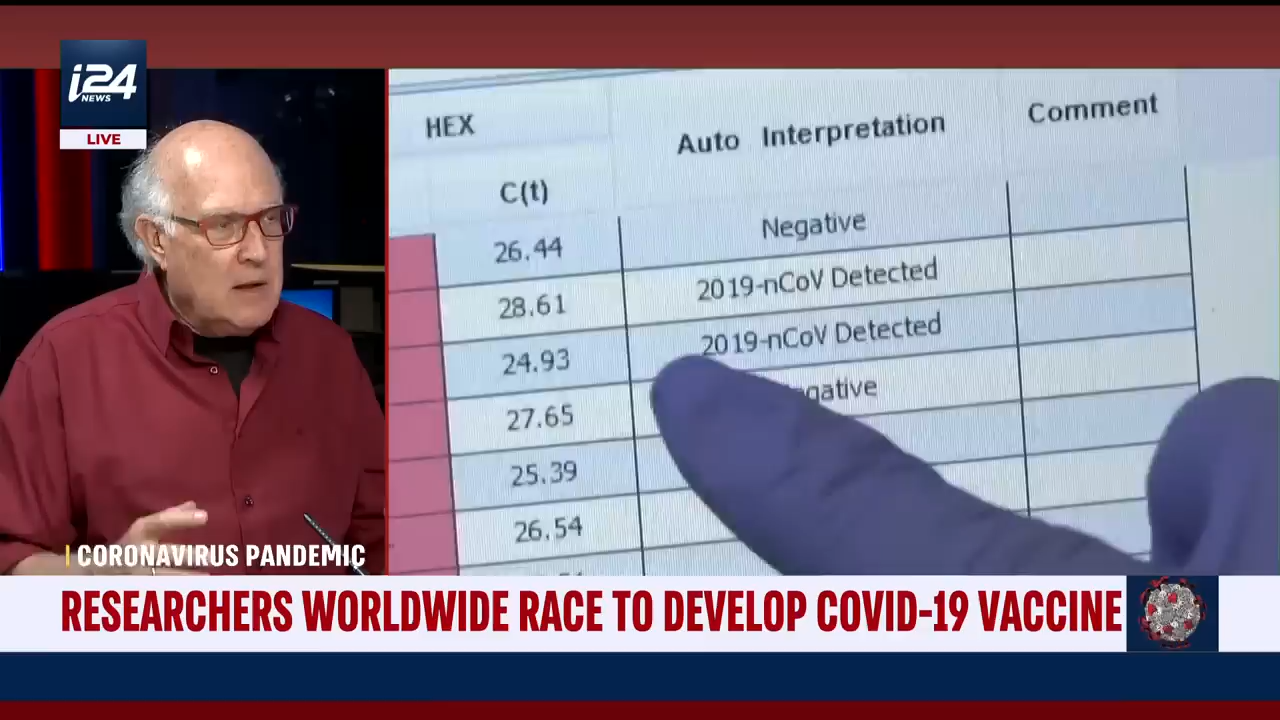 i24
NEWS
LIVE
HEX
Auto Interpretation
Comment
C(t)
26.44
Negative
28.61
2019-nCoV Detected
24.93
2019-nCoV Detected
27.65
gative
25.39
26.54
CORONAVIRUS PANDEMIC
RESEARCHERS WORLDWIDE RACE TO DEVELOP COVID-19 VACCINE